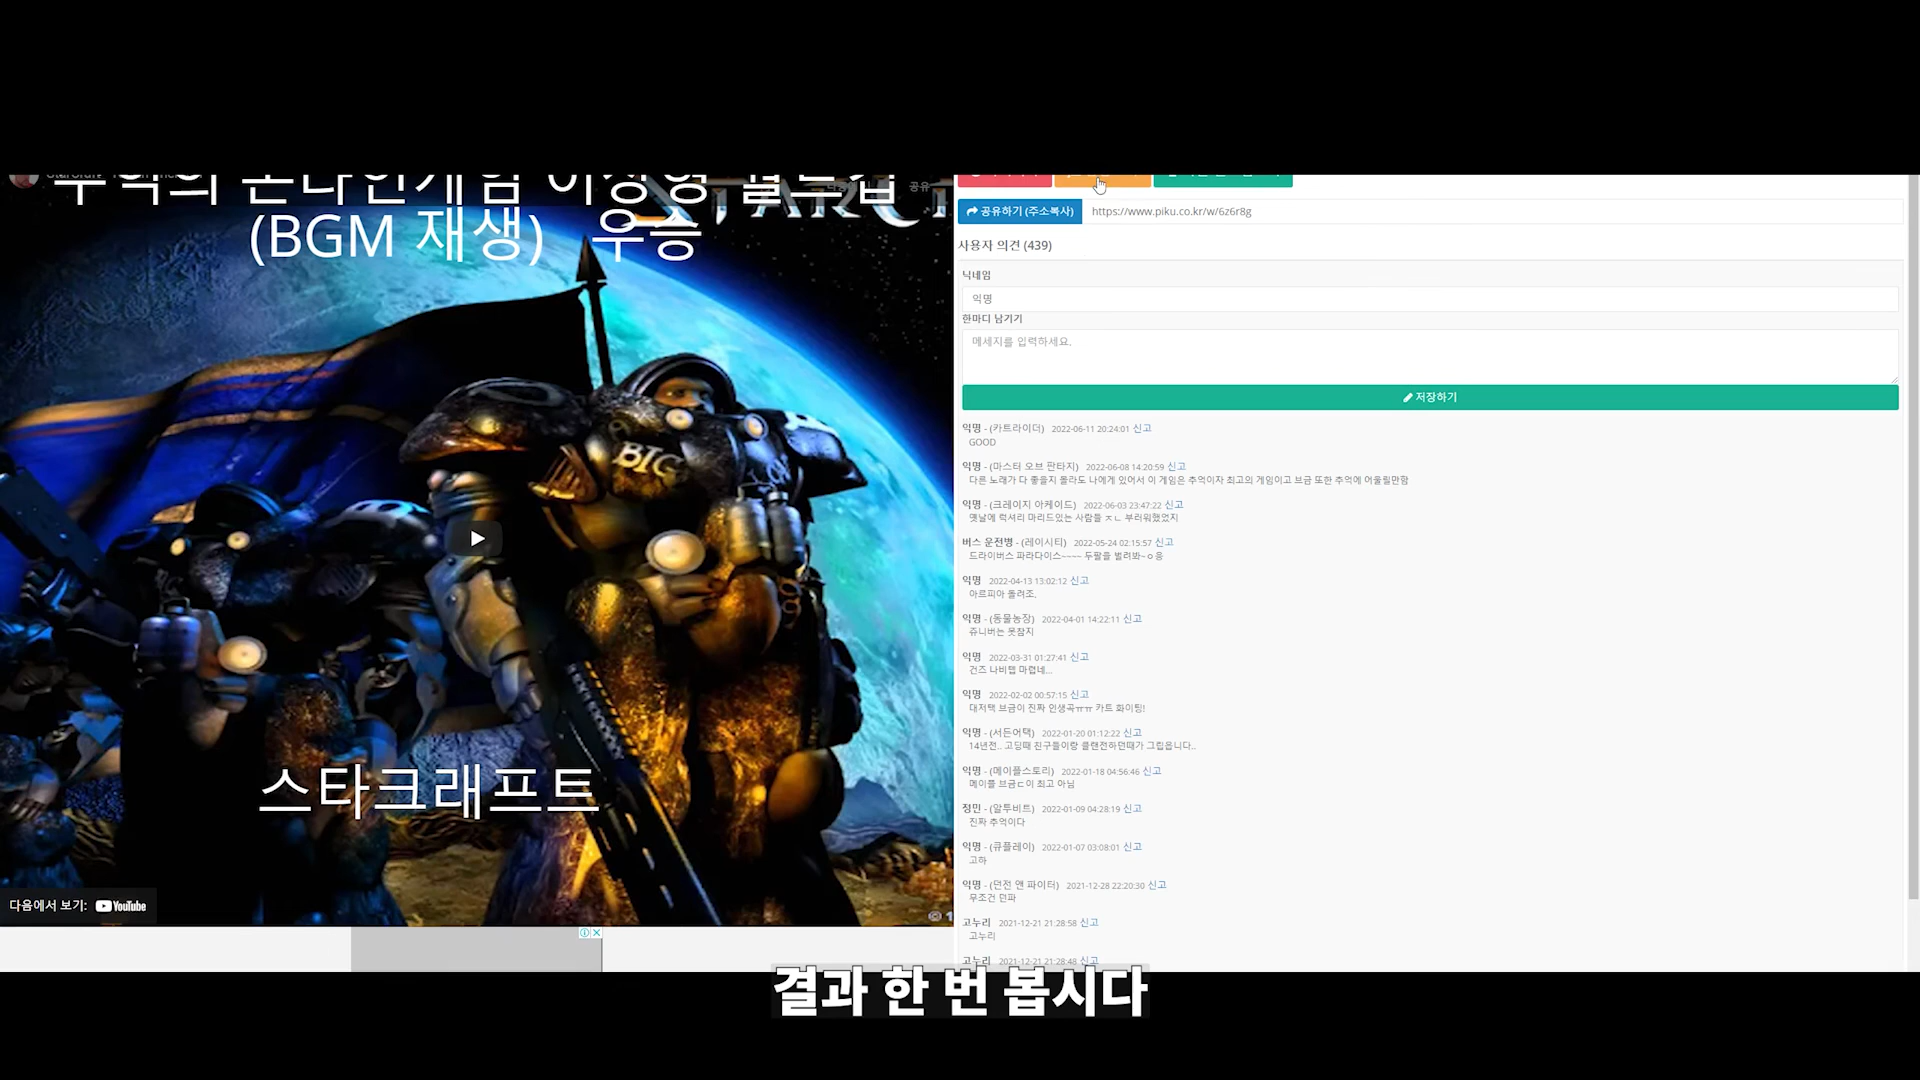 (BGM 재생) 우승
스타크래프트
다음에서 보기: YouTube
공유
공유하기 (주소복사) https://www.piku.co.kr/w/6z6r8g
사용자 의견 (439)
닉네임
익명
한마디 남기기
메세지를 입력하세요.
저장하기
익명 - (카트라이더) 2022-06-11 20:24:01 신고
GOOD
익명 - (마스터 오브 판타지) 2022-06-08 14:20:59 신고
다른 노래가 다 좋을지 몰라도 나에게 있어서 이 게임은 추억이자 최고의 게임이고 브금 또한 추억에 어울릴만함
익명 - (크레이지 아케이드) 2022-06-03 23:47:22 신고
옛날에 럭셔리 마리드있는 사람들 ㅈㄴ 부러워했었지
버스 운전병 - (레이시티) 2022-05-24 02:15:57 신고
드라이버스 파라다이스~~~~ 두팔을 벌려봐~ㅇ응
익명 2022-04-13 13:02:12 신고
아르피아 돌려조.
익명 - (동물농장) 2022-04-01 14:22:11 신고
쥬니버는 못참지
익명 2022-03-31 01:27:41 신고
건즈 나비텝 마렵네...
익명 2022-02-02 00:57:15 신고
대저택 브금이 진짜 인생곡ㅠㅠ 카트 화이팅!
익명 - (서든어택) 2022-01-20 01:12:22 신고
14년전.. 고딩때 친구들이랑 클랜전하던때가 그립읍니다..
익명 - (메이플스토리) 2022-01-18 04:56:46 신고
메이플 브금ㄷ이 최고 아님
정민 - (알투비트) 2022-01-09 04:28:19 신고
진짜 추억이다
익명 - (큐플레이) 2022-01-07 03:08:01 신고
고하
익명 - (던전 앤 파이터) 2021-12-28 22:20:30 신고
무조건 던파
고누리 2021-12-21 21:28:58 신고
고누리
고누리 2021-12-21 21:28:48 신고
결과 한 번 봅시다